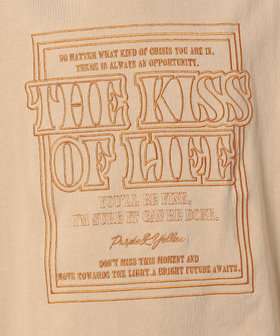 NO MATTER WHAT KIND OF CRISIS YOU ARE IN,
THERE IS ALWAYS AN OPPORTUNITY.
THE KISS
OF LIFE
YOU'LL BE FINE.
I'M SURE IT CAN BE DONE.
Purple & Yellow
DON'T MISS THIS MOMENT AND
MOVE TOWARDS THE LIGHT. A BRIGHT FUTURE AWAITS.